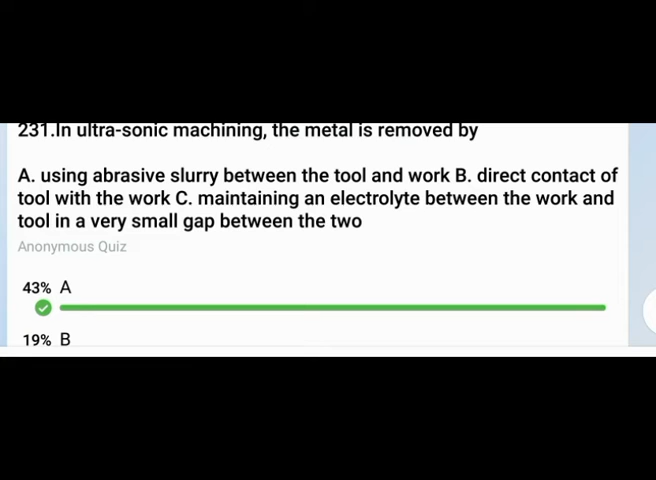 231.In ultra-sonic machining, the metal is removed by
A. using abrasive slurry between the tool and work B. direct contact of
tool with the work C. maintaining an electrolyte between the work and
tool in a very small gap between the two
Anonymous Quiz
43% A
19% B